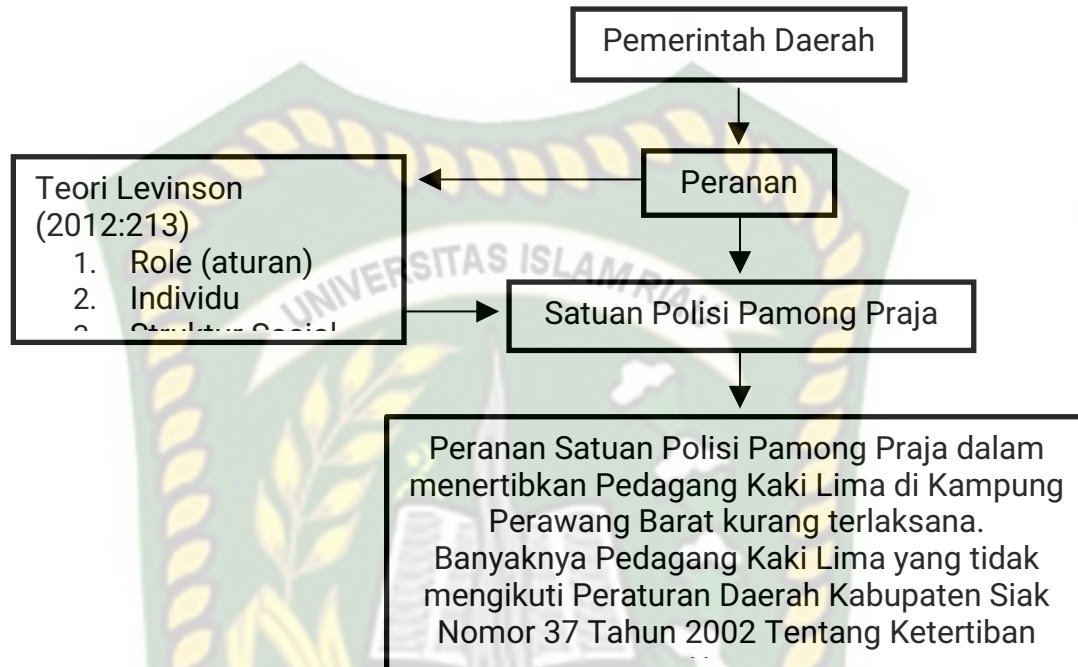 Pemerintah Daerah
Peranan
Teori Levinson
(2012:213)
1. Role (aturan)
2. Individu
UNIVERSITAS ISLAM RIAU
Satuan Polisi Pamong Praja
Peranan Satuan Polisi Pamong Praja dalam
menertibkan Pedagang Kaki Lima di Kampung
Perawang Barat kurang terlaksana.
Banyaknya Pedagang Kaki Lima yang tidak
mengikuti Peraturan Daerah Kabupaten Siak
Nomor 37 Tahun 2002 Tentang Ketertiban